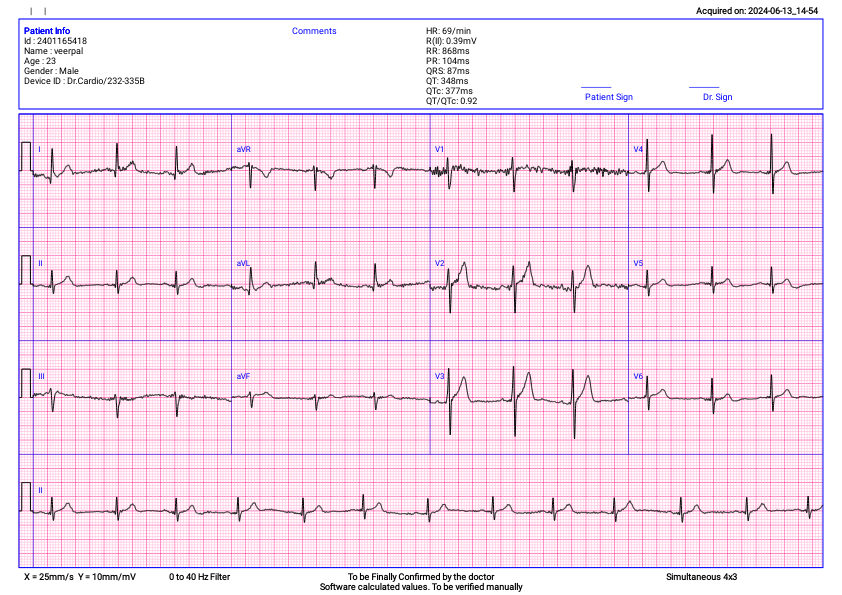 Acquired on: 2024-06-13_14-54
Patient Info
Id : 2401165418
Name : veerpal
Age : 23
Gender : Male
Device ID : Dr.Cardio/232-335B
Comments
HR: 69/min
R(II): 0.39mV
RR: 868ms
PR: 104ms
QRS: 87ms
QT: 348ms
QTc: 377ms
QT/QTc: 0.92
Patient Sign
Dr. Sign
I
aVR
V1
V4
II
aVL
V2
V5
III
aVF
V3
V6
II
X = 25mm/s Y = 10mm/mV
0 to 40 Hz Filter
To be Finally Confirmed by the doctor
Software calculated values. To be verified manually
Simultaneous 4x3